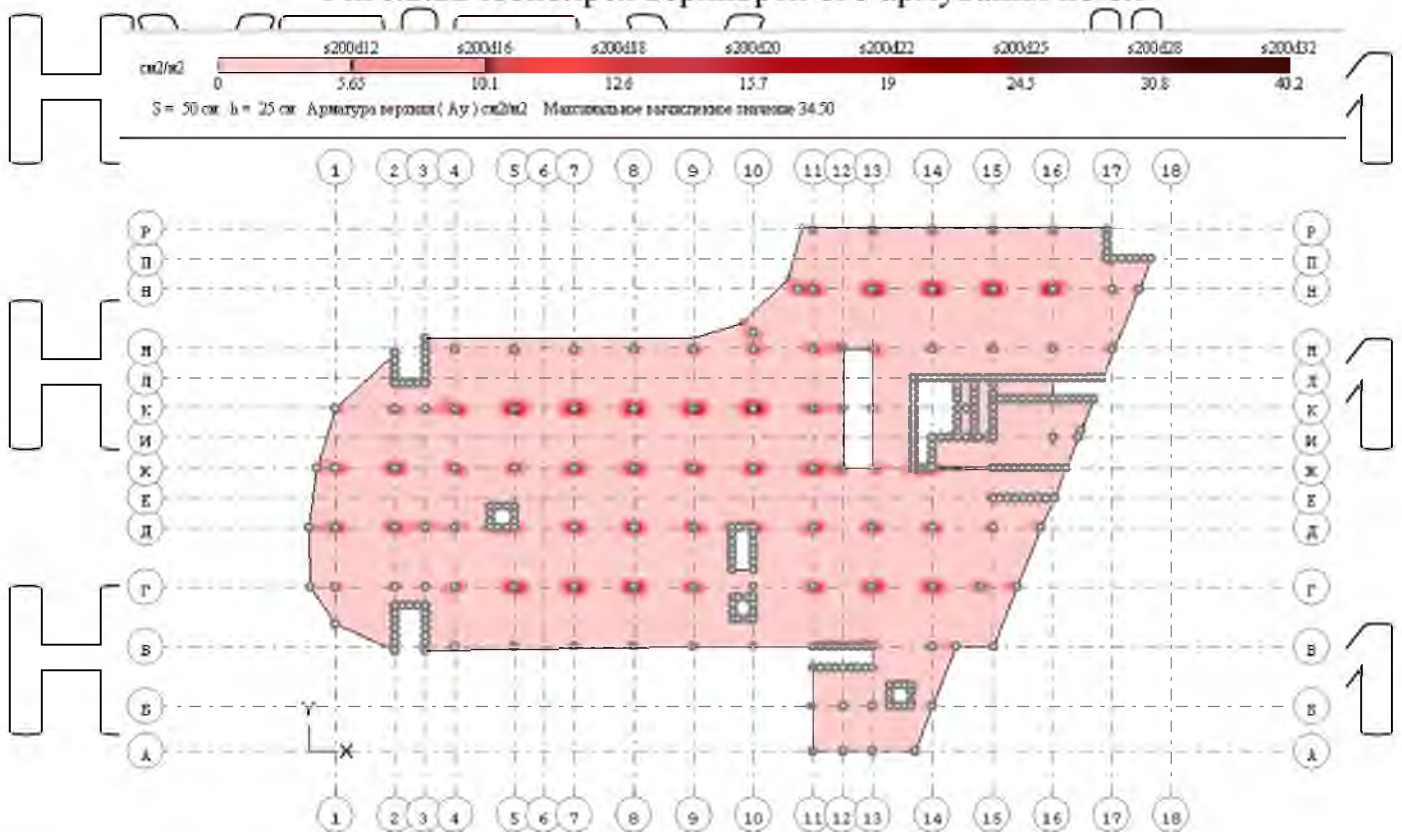 s200d12 s200d16 s200d18 s200d20 s200d22 s200d25 s200d28 s200d32
см2/м2
0 5.65 10.1 12.6 15.7 19 24.5 30.8 40.2
S = 50 см h = 25 см Арматура верхняя ( Ау ) см2/м2 Максимальное вычисленное значение 34.50
1 2 3 4 5 6 7 8 9 10 11 12 13 14 15 16 17 18
Р Р
П П
Н Н
М М
Л Л
К К
И И
Ж Ж
Е Е
Д Д
Г Г
В В
Б Б
Y
А X А
1 2 3 4 5 6 7 8 9 10 11 12 13 14 15 16 17 18